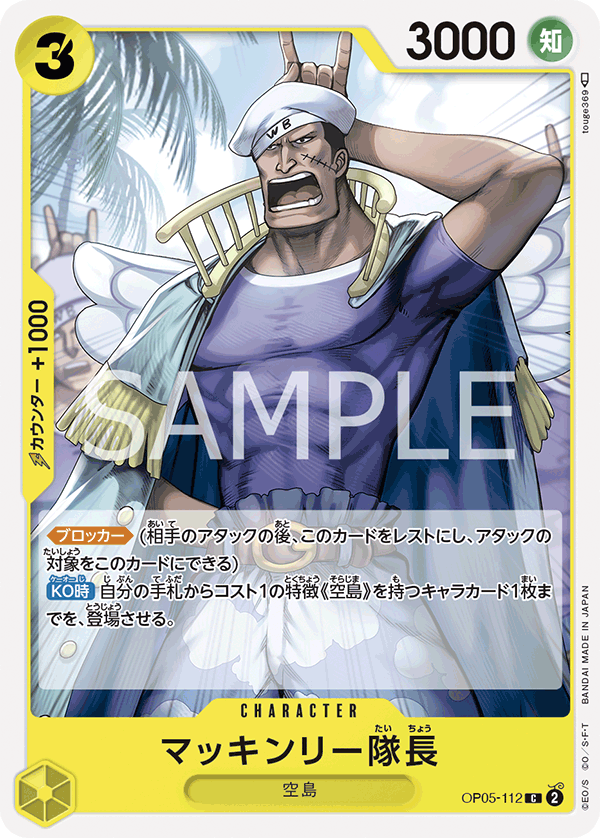 3
3000
知
touge369
WB
カウンター +1000
SAMPLE
ブロッカー (相手のアタックの後、このカードをレストにし、アタックの
対象をこのカードにできる)
KO時 自分の手札からコスト1の特徴《空島》を持つキャラカード1枚ま
でを、登場させる。
CHARACTER
マッキンリー隊長
空島
OP05-112 C 2
©EO/S ©O/S・F・T BANDAI MADE IN JAPAN